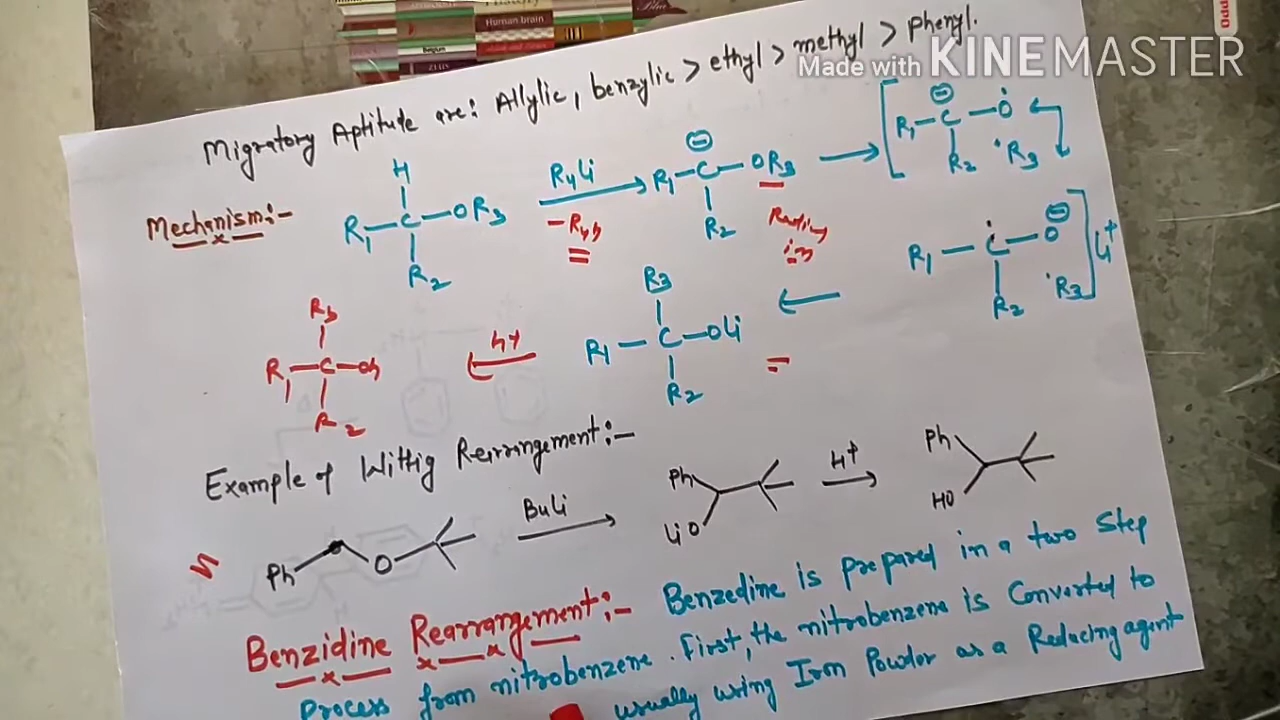 Human brain
Belgium
Made with KINEMASTER
Migratory Aptitude are: Allylic, benzylic > ethyl > methyl > phenyl.
Mechanism:-
H
R1-C-OR3
R2
R4Li
-R4H
R1-C-OR3
⊖
R2
[R1-C-O
⊖
R2 ·R3
R1-C-O
⊖
R2 ·R3]Li+
R3
R1-C-OLi
R2
H+
R3
R1-C-OH
R2
Example of Wittig Rearrangement:-
Ph O
BuLi
Ph
LiO
H+
Ph
HO
Benzidine Rearrangement:- Benzedine is prepared in a two Step
Process from nitrobenzene. First, the nitrobenzene is Converted to
usually using Iron Powder as a Reducing agent